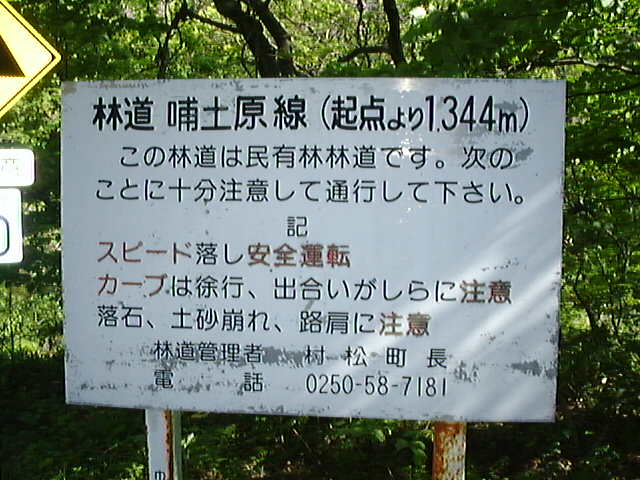 林道 哺土原線（起点より1.344m）
この林道は民有林林道です。次の
ことに十分注意して通行して下さい。
記
スピード落し安全運転
カーブは徐行、出合いがしらに注意
落石、土砂崩れ、路肩に注意
林道管理者 村松町長
電話 0250-58-7181